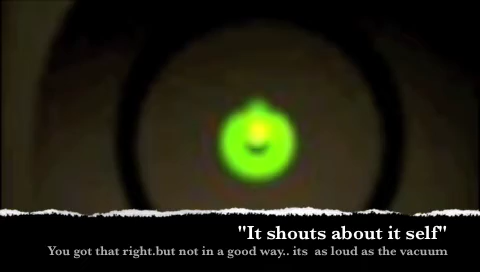 "It shouts about it self"
You got that right.but not in a good way.. its  as loud as the vacuum